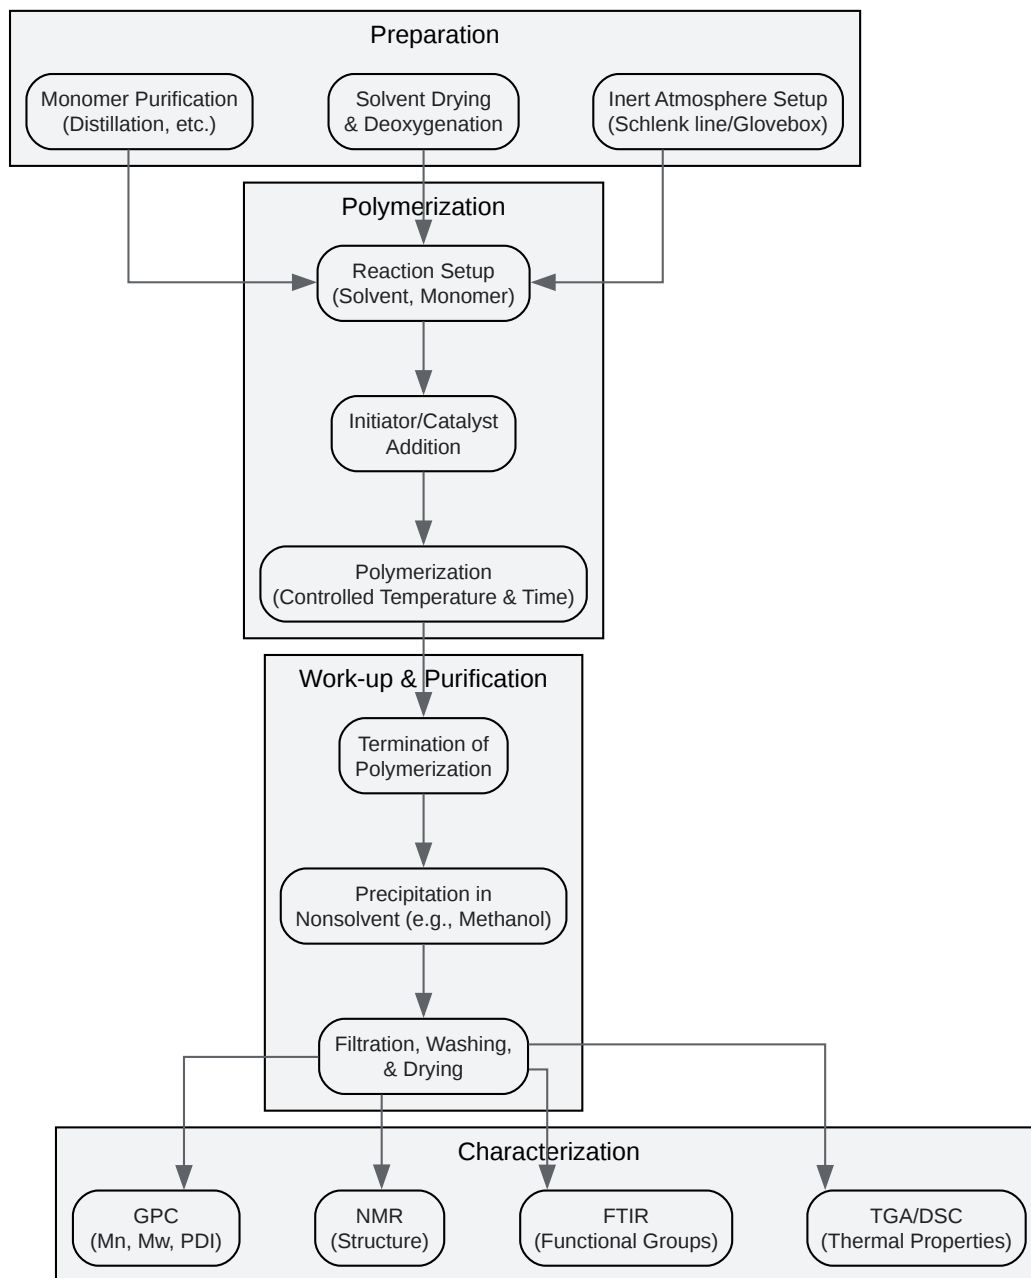 Preparation
Monomer Purification
(Distillation, etc.)
Solvent Drying
& Deoxygenation
Inert Atmosphere Setup
(Schlenk line/Glovebox)
Polymerization
Reaction Setup
(Solvent, Monomer)
Initiator/Catalyst
Addition
Polymerization
(Controlled Temperature & Time)
Work-up & Purification
Termination of
Polymerization
Precipitation in
Nonsolvent (e.g., Methanol)
Filtration, Washing,
& Drying
Characterization
GPC
(Mn, Mw, PDI)
NMR
(Structure)
FTIR
(Functional Groups)
TGA/DSC
(Thermal Properties)